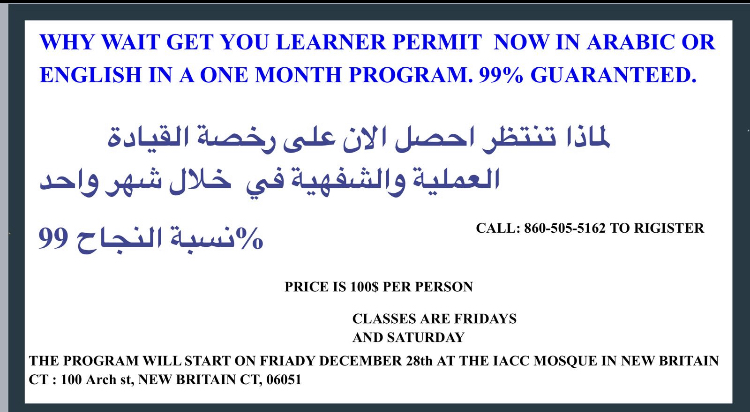 WHY WAIT GET YOU LEARNER PERMIT NOW IN ARABIC OR
ENGLISH IN A ONE MONTH PROGRAM. 99% GUARANTEED.
لماذا تنتظر احصل الان على رخصة القيادة
العملية والشفهية في خلال شهر واحد
نسبة النجاح 99%
CALL: 860-505-5162 TO RIGISTER
PRICE IS 100$ PER PERSON
CLASSES ARE FRIDAYS
AND SATURDAY
THE PROGRAM WILL START ON FRIADY DECEMBER 28th AT THE IACC MOSQUE IN NEW BRITAIN
CT : 100 Arch st, NEW BRITAIN CT, 06051